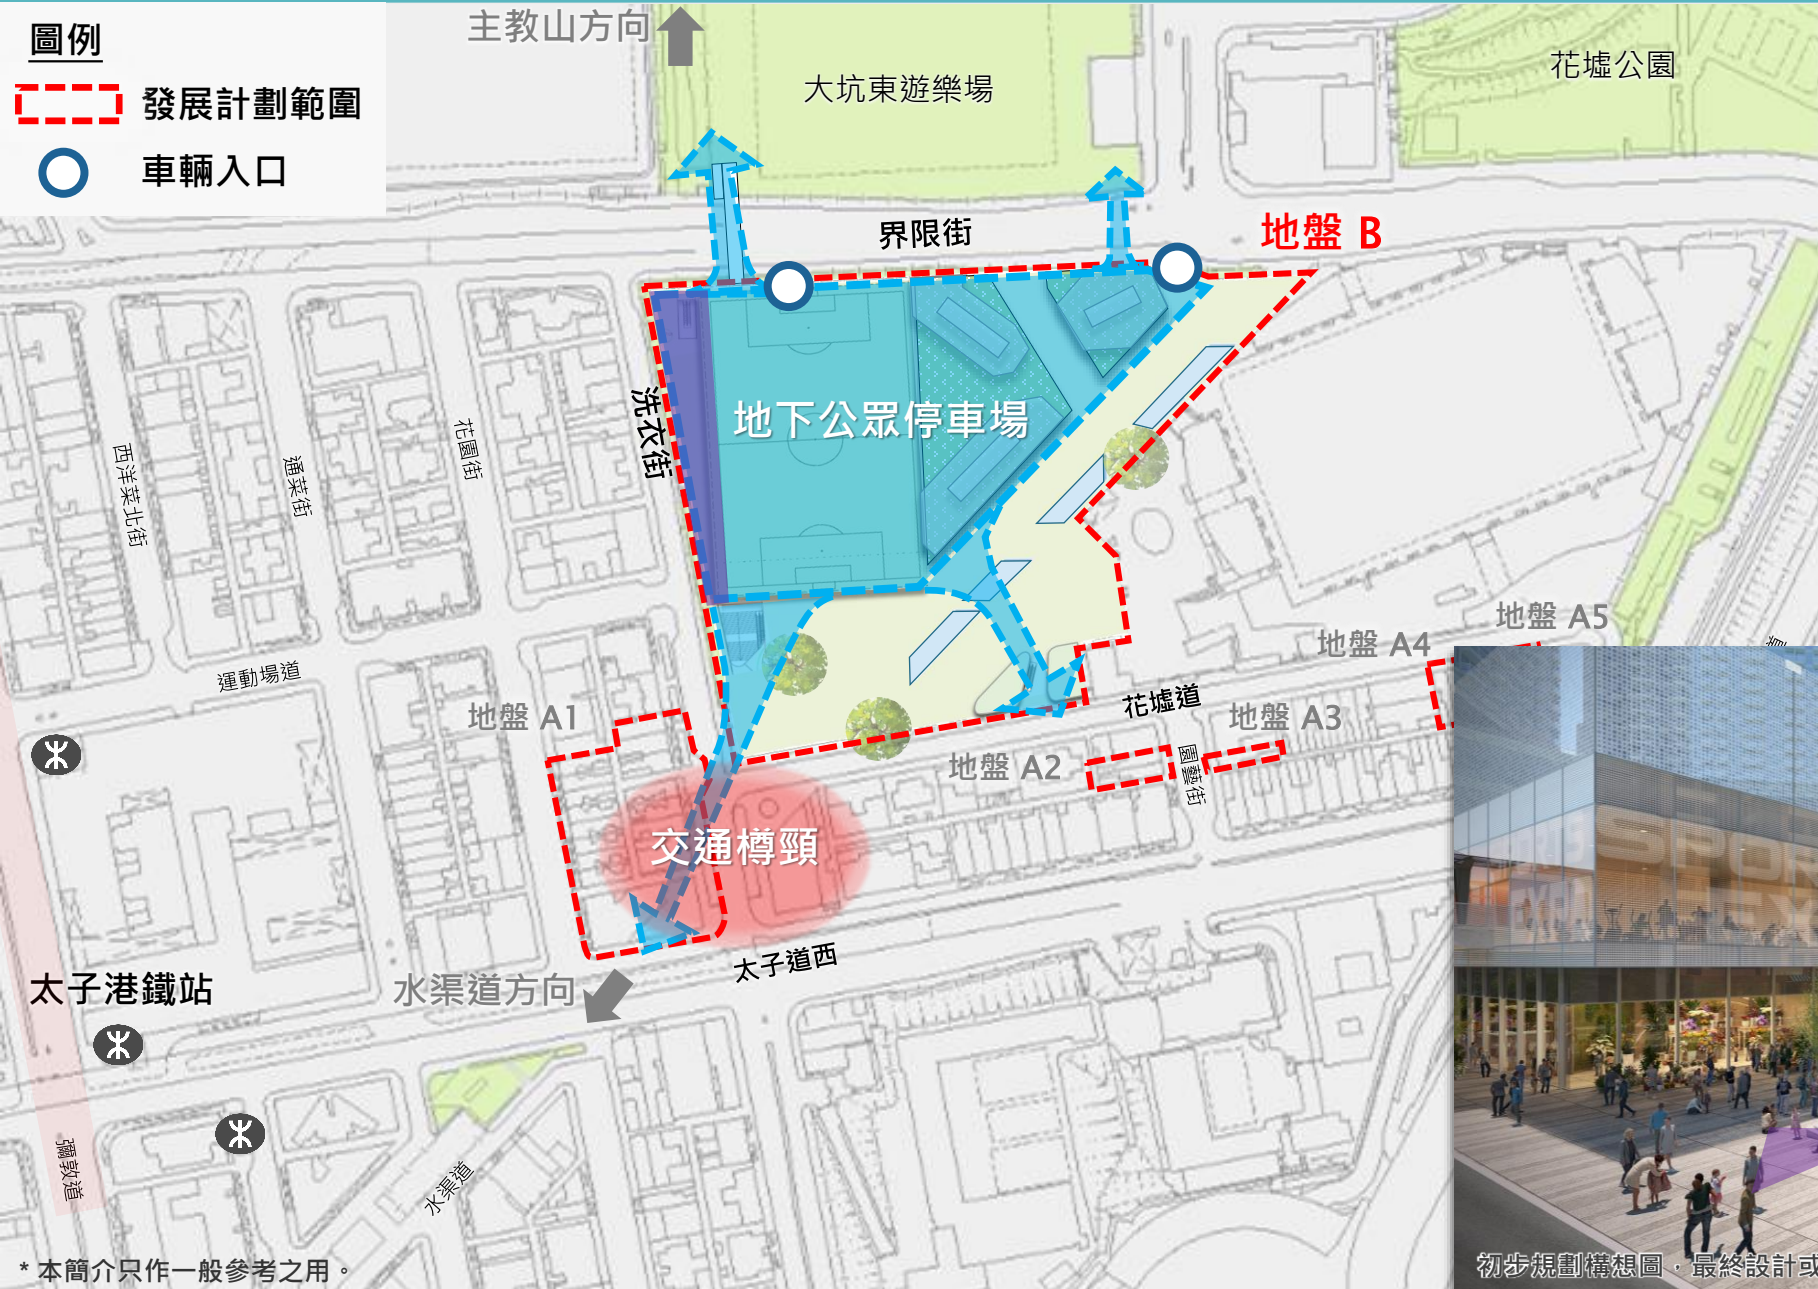 圖例
發展計劃範圍
車輛入口
主教山方向
大坑東遊樂場
花墟公園
界限街
地盤 B
洗衣街
地下公眾停車場
花園街
通菜街
西洋菜北街
運動場道
地盤 A1
地盤 A5
地盤 A4
花墟道
地盤 A3
地盤 A2
園藝街
道
交通樽頸
太子道西
太子港鐵站
水渠道方向
彌敦道
水渠道
* 本簡介只作一般參考之用。
初步規劃構想圖，最終設計或